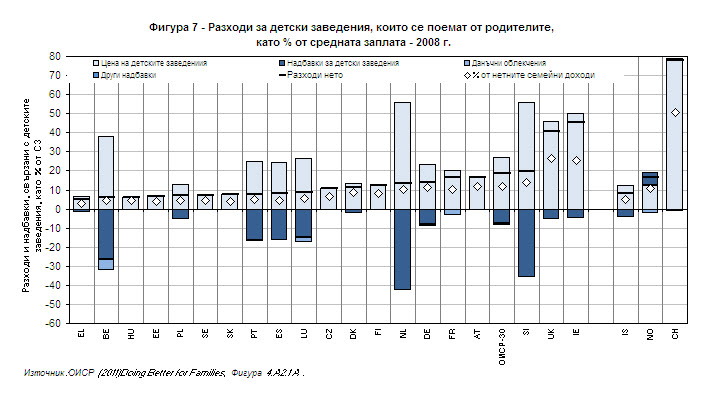 Фигура 7 - Разходи за детски заведения, които се поемат от родителите,
като % от средната заплата - 2008 г.
Цена на детските заведениия
Надбавки за детски заведения
Данъчни облекчения
Други надбавки
Разходи нето
% от нетните семейни доходи
Разходи и надбавки, свързани с детските
заведения, като % от СЗ
80
70
60
50
40
30
20
10
0
-10
-20
-30
-40
-50
-60
EL
BE
HU
EE
PL
SE
SK
PT
ES
LU
CZ
DK
FI
NL
DE
FR
AT
ОИСР-30
SI
UK
IE
IS
NO
CH
Източник:ОИСР (2011)Doing Better for Families, Фигура 4.A2.1.A .